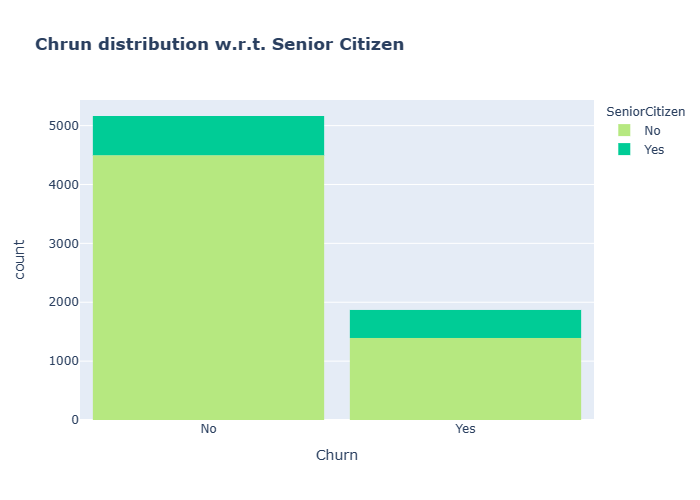 Chrun distribution w.r.t. Senior Citizen
SeniorCitizen
No
Yes
5000
4000
3000
2000
1000
0
count
No
Yes
Churn